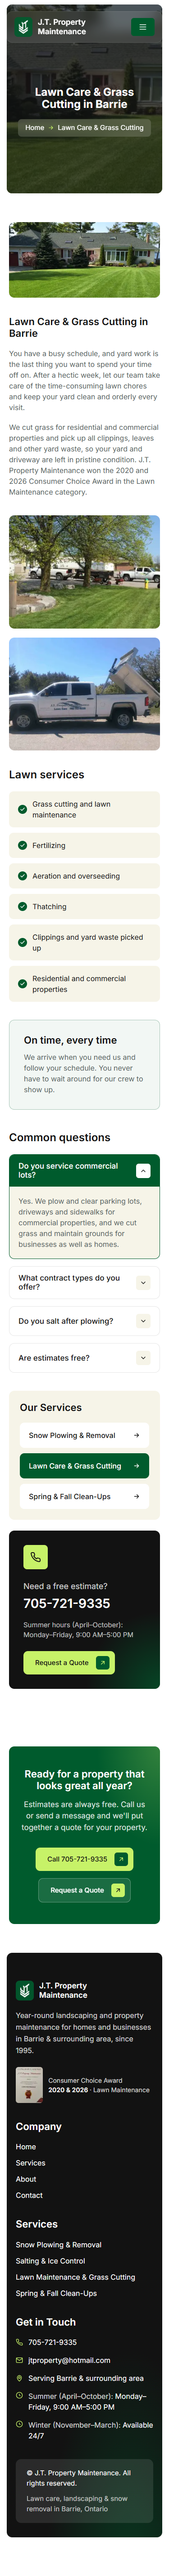 J.T. Property
Maintenance
Lawn Care & Grass
Cutting in Barrie
Home → Lawn Care & Grass Cutting
Lawn Care & Grass Cutting in
Barrie
You have a busy schedule, and yard work is
the last thing you want to spend your time
off on. After a hectic week, let our team take
care of the time-consuming lawn chores
and keep your yard clean and orderly every
visit.
We cut grass for residential and commercial
properties and pick up all clippings, leaves
and other yard waste, so your yard and
driveway are left in pristine condition. J.T.
Property Maintenance won the 2020 and
2026 Consumer Choice Award in the Lawn
Maintenance category.
Lawn services
Grass cutting and lawn
maintenance
Fertilizing
Aeration and overseeding
Thatching
Clippings and yard waste picked
up
Residential and commercial
properties
On time, every time
We arrive when you need us and
follow your schedule. You never
have to wait around for our crew to
show up.
Common questions
Do you service commercial
lots?
Yes. We plow and clear parking lots,
driveways and sidewalks for
commercial properties, and we cut
grass and maintain grounds for
businesses as well as homes.
What contract types do you
offer?
Do you salt after plowing?
Are estimates free?
Our Services
Snow Plowing & Removal
Lawn Care & Grass Cutting
Spring & Fall Clean-Ups
Need a free estimate?
705-721-9335
Summer hours (April–October):
Monday–Friday, 9:00 AM–5:00 PM
Request a Quote
Ready for a property that
looks great all year?
Estimates are always free. Call us
or send a message and we'll put
together a quote for your property.
Call 705-721-9335
Request a Quote
J.T. Property
Maintenance
Year-round landscaping and property
maintenance for homes and businesses
in Barrie & surrounding area, since
1995.
Consumer Choice Award
2020 & 2026 · Lawn Maintenance
Company
Home
Services
About
Contact
Services
Snow Plowing & Removal
Salting & Ice Control
Lawn Maintenance & Grass Cutting
Spring & Fall Clean-Ups
Get in Touch
705-721-9335
jtproperty@hotmail.com
Serving Barrie & surrounding area
Summer (April–October): Monday–
Friday, 9:00 AM–5:00 PM
Winter (November–March): Available
24/7
© J.T. Property Maintenance. All
rights reserved.
Lawn care, landscaping & snow
removal in Barrie, Ontario